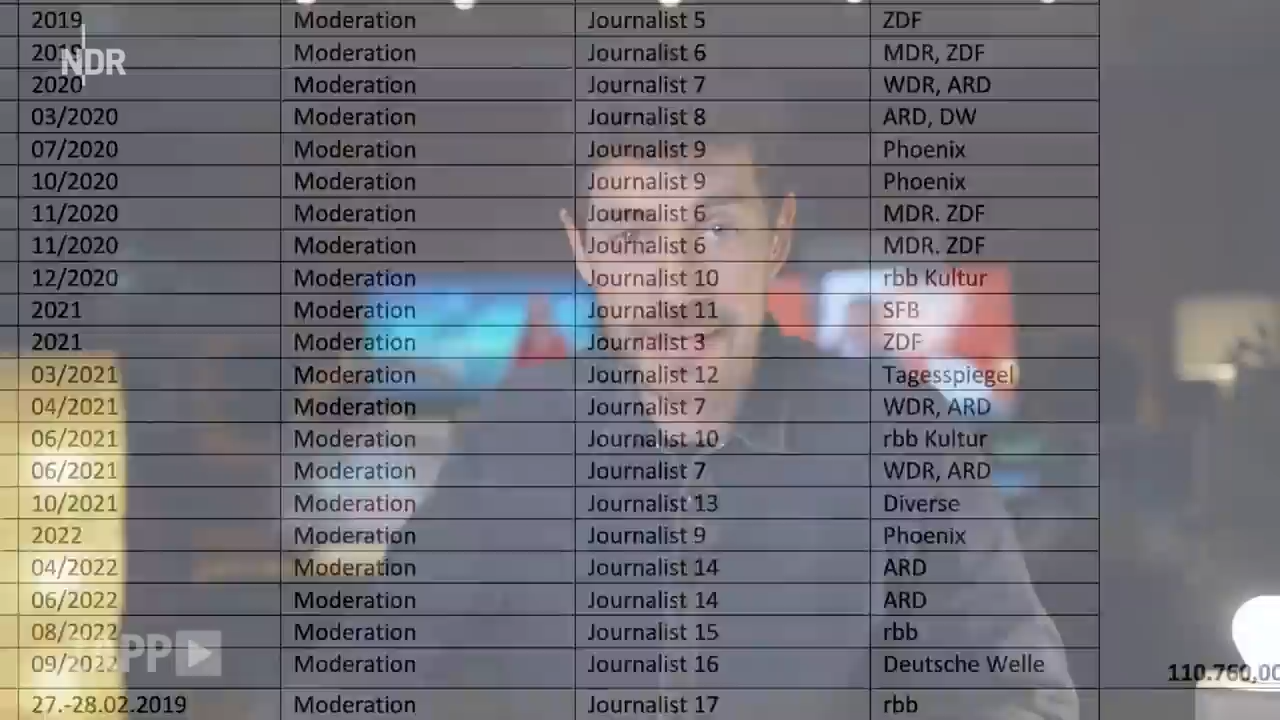 2019 Moderation Journalist 5 ZDF
2019 Moderation Journalist 6 MDR, ZDF
NDR
2020 Moderation Journalist 7 WDR, ARD
03/2020 Moderation Journalist 8 ARD, DW
07/2020 Moderation Journalist 9 Phoenix
10/2020 Moderation Journalist 9 Phoenix
11/2020 Moderation Journalist 6 MDR. ZDF
11/2020 Moderation Journalist 6 MDR. ZDF
12/2020 Moderation Journalist 10 rbb Kultur
2021 Moderation Journalist 11 SFB
2021 Moderation Journalist 3 ZDF
03/2021 Moderation Journalist 12 Tagesspiegel
04/2021 Moderation Journalist 7 WDR, ARD
06/2021 Moderation Journalist 10 rbb Kultur
06/2021 Moderation Journalist 7 WDR, ARD
10/2021 Moderation Journalist 13 Diverse
2022 Moderation Journalist 9 Phoenix
04/2022 Moderation Journalist 14 ARD
06/2022 Moderation Journalist 14 ARD
08/2022 Moderation Journalist 15 rbb
09/2022 Moderation Journalist 16 Deutsche Welle 110.760,00
27.-28.02.2019 Moderation Journalist 17 rbb